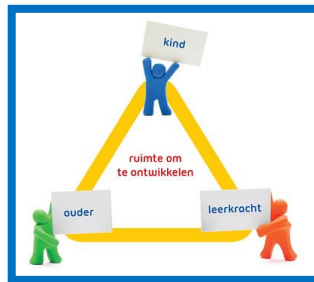 kind
ruimte om
te ontwikkelen
ouder
leerkracht